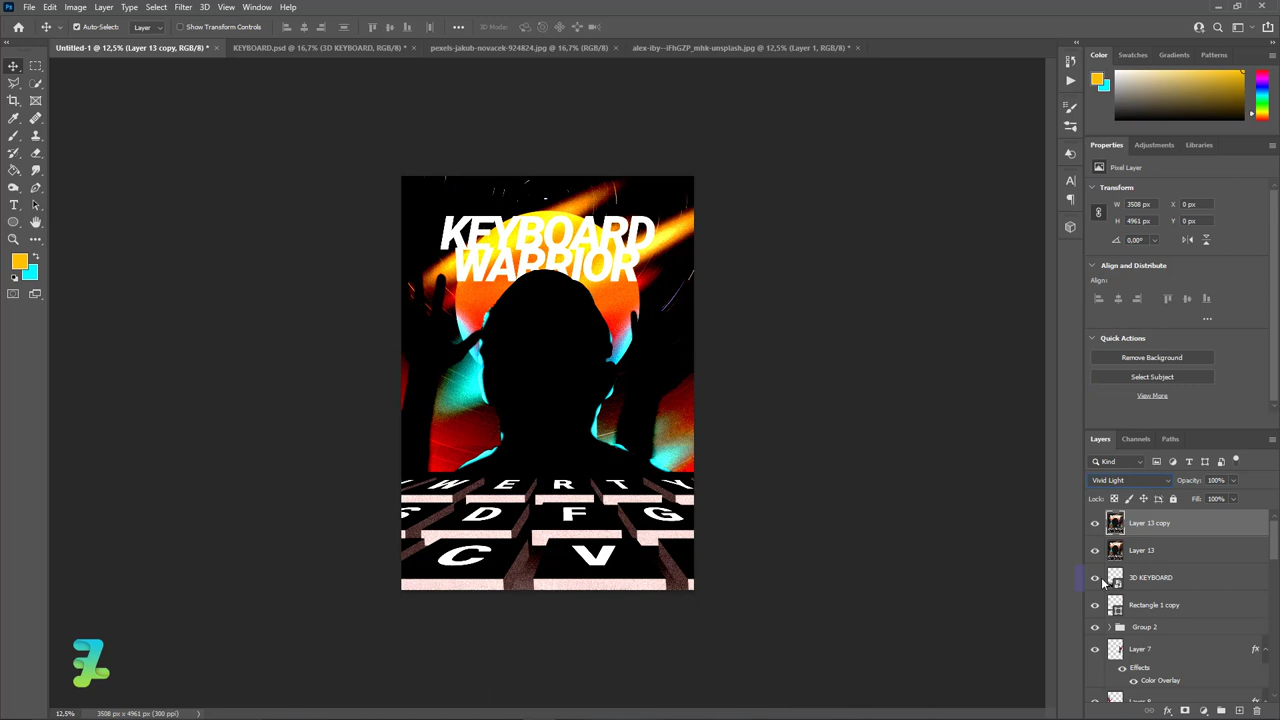 Ps File Edit Image Layer Type Select Filter 3D View Window Help
Auto-Select: Layer Show Transform Controls 3D Mode:
Untitled-1 @ 12,5% (Layer 13 copy, RGB/8) * × KEYBOARD.psd @ 16,7% (3D KEYBOARD, RGB/8) * × pexels-jakub-novacek-924824.jpg @ 16,7% (RGB/8) × alex-iby--iFhGZP_mhk-unsplash.jpg @ 12,5% (Layer 1, RGB/8) * ×
Color Swatches Gradients Patterns
Properties Adjustments Libraries
Pixel Layer
Transform
W 3508 px X 0 px
H 4961 px Y 0 px
0,00°
Align and Distribute
Align:
Quick Actions
Remove Background
Select Subject
View More
Layers Channels Paths
Kind
Vivid Light Opacity: 100%
Lock: Fill: 100%
Layer 13 copy
Layer 13
3D KEYBOARD
Rectangle 1 copy
Group 2
Layer 7 fx
Effects
Color Overlay
KEYBOARD
WARRIOR
W E R T Y
S D F G
C V
12,5% 3508 px x 4961 px (300 ppi)